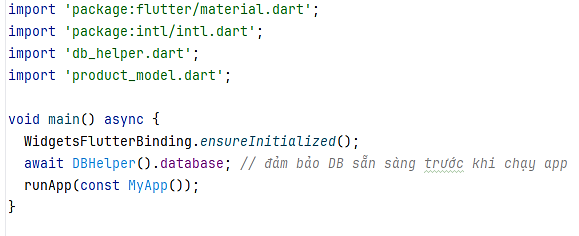 import 'package:flutter/material.dart';
import 'package:intl/intl.dart';
import 'db_helper.dart';
import 'product_model.dart';

void main() async {
  WidgetsFlutterBinding.ensureInitialized();
  await DBHelper().database; // đảm bảo DB sẵn sàng trước khi chạy app
  runApp(const MyApp());
}